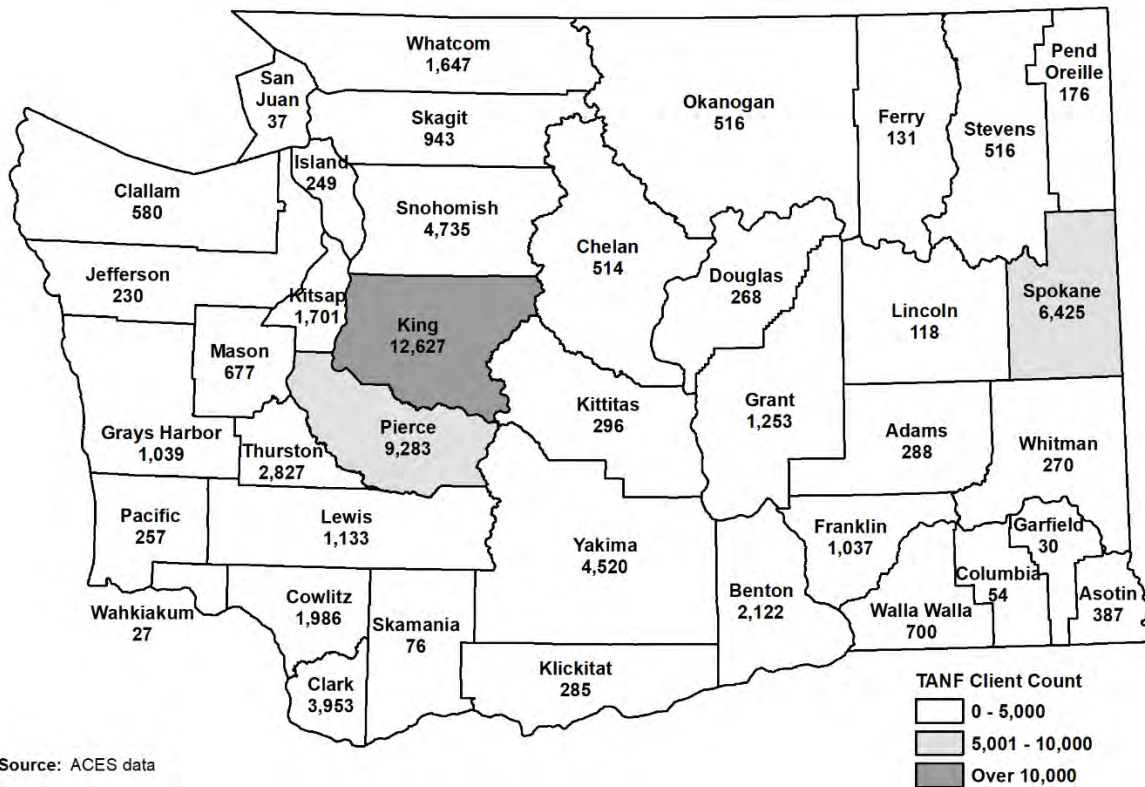 Whatcom
1,647
San
Juan
37
Skagit
943
Okanogan
516
Ferry
131
Stevens
516
Pend
Oreille
176
Island
249
Clallam
580
Snohomish
4,735
Chelan
514
Jefferson
230
Kitsap
1,701
Douglas
268
Lincoln
118
Spokane
6,425
King
12,627
Mason
677
Grays Harbor
1,039
Thurston
2,827
Pierce
9,283
Kittitas
296
Grant
1,253
Adams
288
Whitman
270
Pacific
257
Lewis
1,133
Yakima
4,520
Franklin
1,037
Garfield
30
Columbia
54
Asotin
387
Benton
2,122
Walla Walla
700
Wahkiakum
27
Cowlitz
1,986
Skamania
76
Klickitat
285
Clark
3,953
TANF Client Count
0 - 5,000
5,001 - 10,000
Over 10,000
Source: ACES data